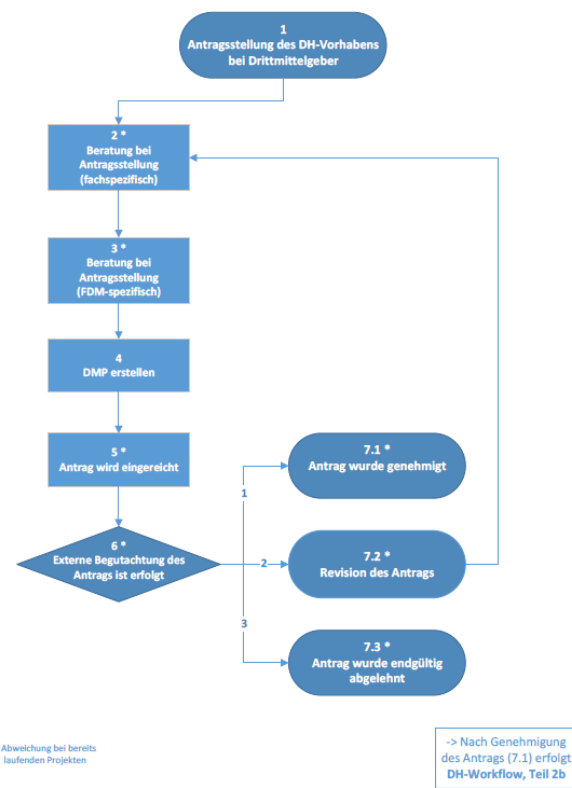 1
Antragsstellung des DH-Vorhabens
bei Drittmittelgeber
2 *
Beratung bei
Antragsstellung
(fachspezifisch)
3 *
Beratung bei
Antragsstellung
(FDM-spezifisch)
4
DMP erstellen
5 *
Antrag wird eingereicht
6 *
Externe Begutachtung des
Antrags ist erfolgt
1
7.1 *
Antrag wurde genehmigt
2
7.2 *
Revision des Antrags
3
7.3 *
Antrag wurde endgültig
abgelehnt
Abweichung bei bereits
laufenden Projekten
-> Nach Genehmigung
des Antrags (7.1) erfolgt
DH-Workflow, Teil 2b